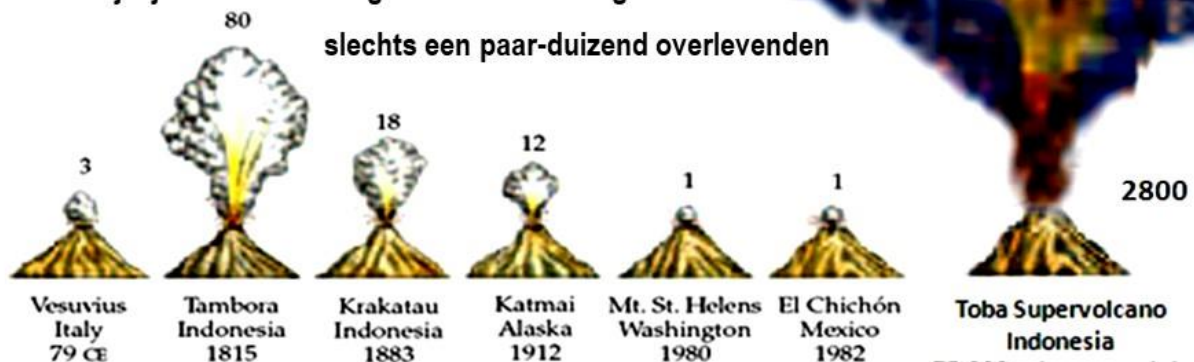 80
slechts een paar-duizend overlevenden
3
18
12
1
1
2800
Vesuvius
Italy
79 CE
Tambora
Indonesia
1815
Krakatau
Indonesia
1883
Katmai
Alaska
1912
Mt. St. Helens
Washington
1980
El Chichón
Mexico
1982
Toba Supervolcano
Indonesia